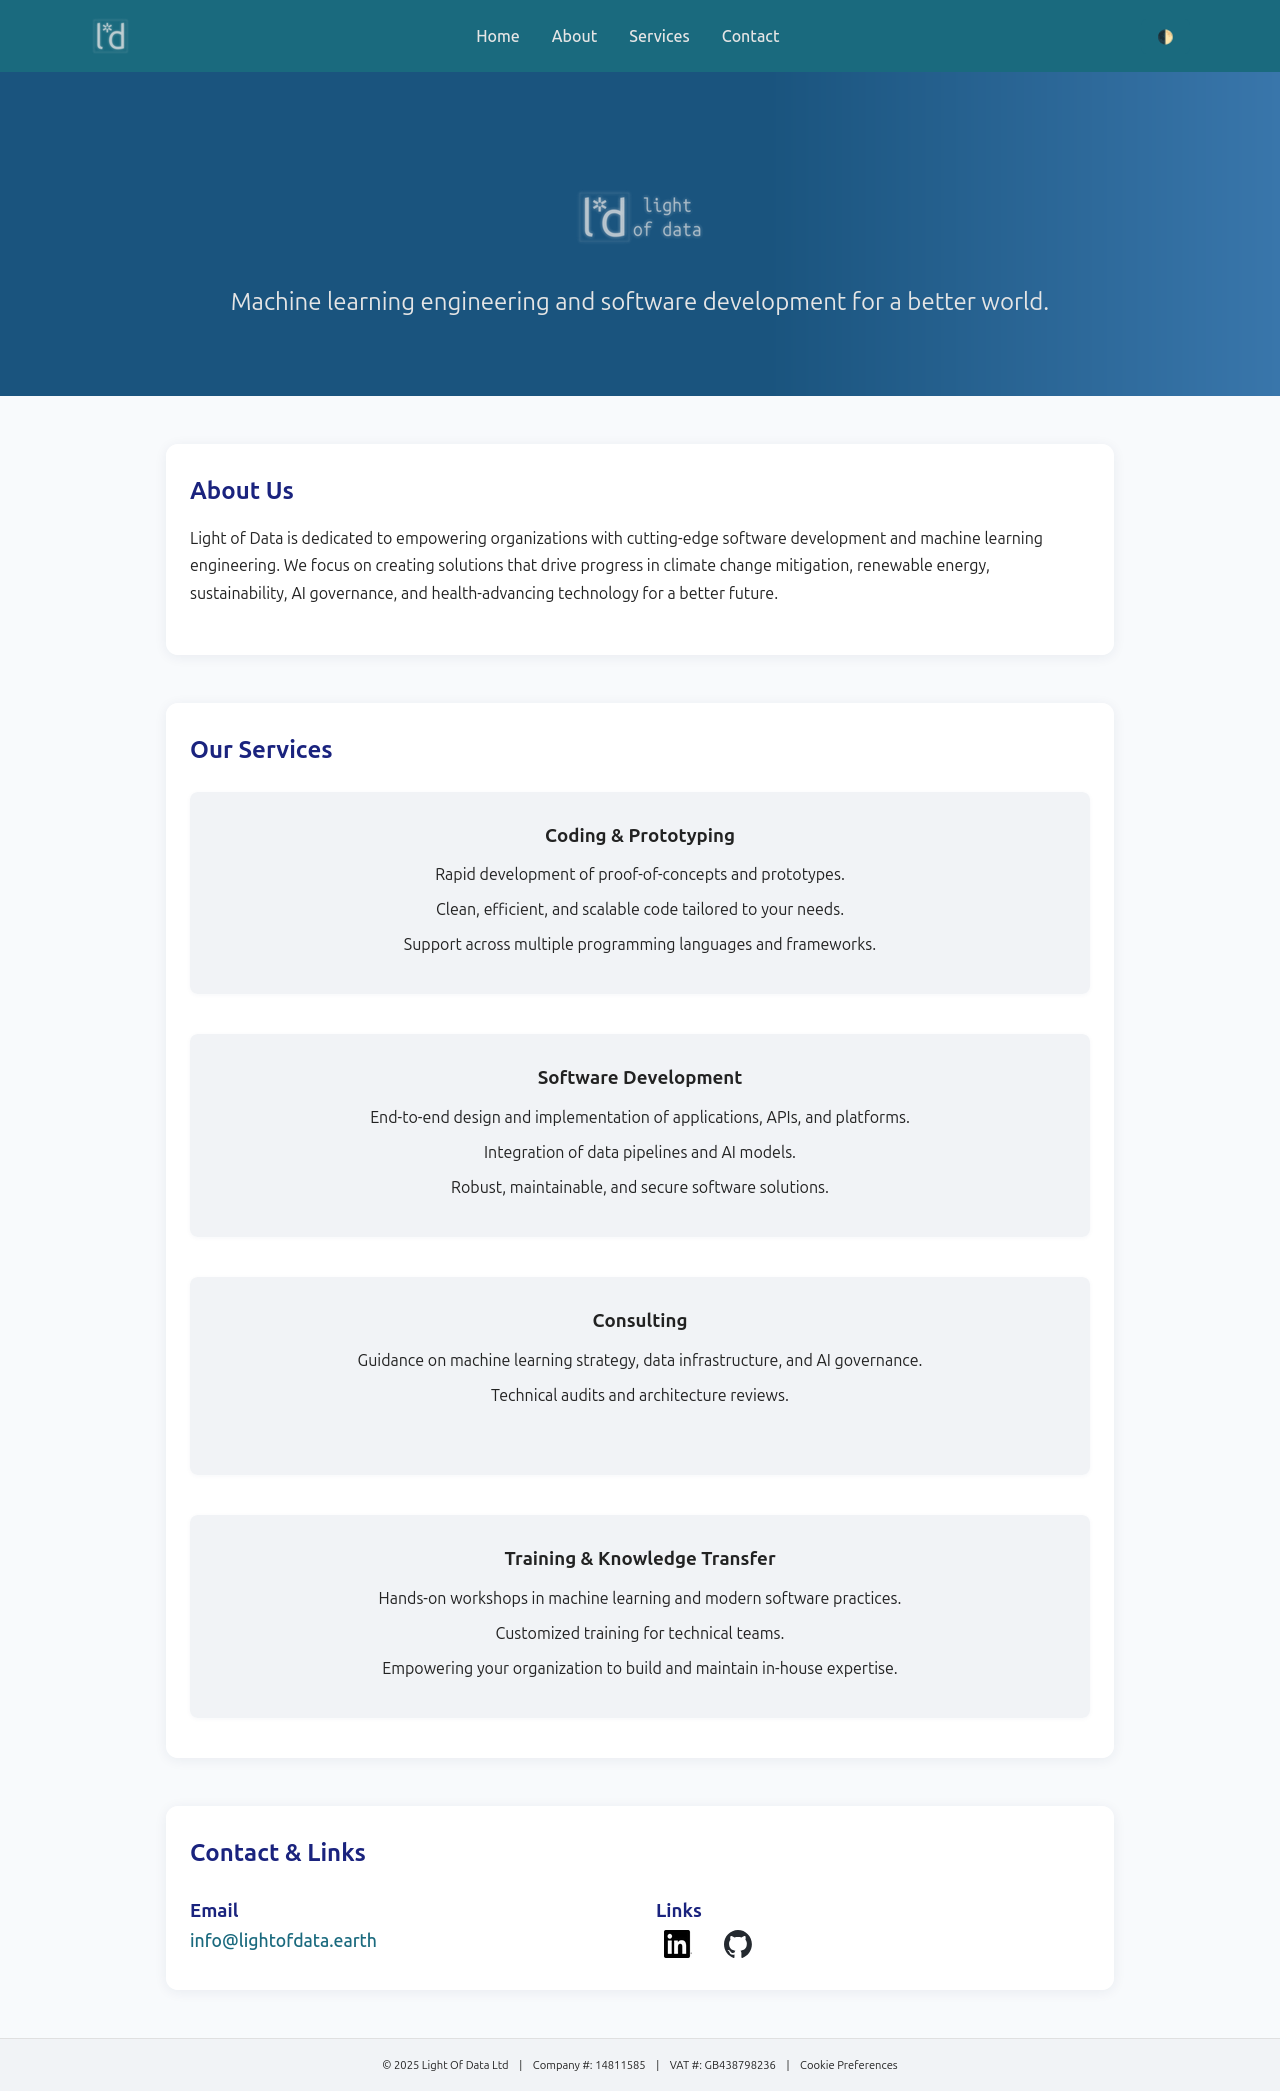 l*d
Home About Services Contact
l*d light
of data
Machine learning engineering and software development for a better world.
About Us
Light of Data is dedicated to empowering organizations with cutting-edge software development and machine learning
engineering. We focus on creating solutions that drive progress in climate change mitigation, renewable energy,
sustainability, AI governance, and health-advancing technology for a better future.
Our Services
Coding & Prototyping
Rapid development of proof-of-concepts and prototypes.
Clean, efficient, and scalable code tailored to your needs.
Support across multiple programming languages and frameworks.
Software Development
End-to-end design and implementation of applications, APIs, and platforms.
Integration of data pipelines and AI models.
Robust, maintainable, and secure software solutions.
Consulting
Guidance on machine learning strategy, data infrastructure, and AI governance.
Technical audits and architecture reviews.
Training & Knowledge Transfer
Hands-on workshops in machine learning and modern software practices.
Customized training for technical teams.
Empowering your organization to build and maintain in-house expertise.
Contact & Links
Email
info@lightofdata.earth
Links
in
© 2025 Light Of Data Ltd | Company #: 14811585 | VAT #: GB438798236 | Cookie Preferences